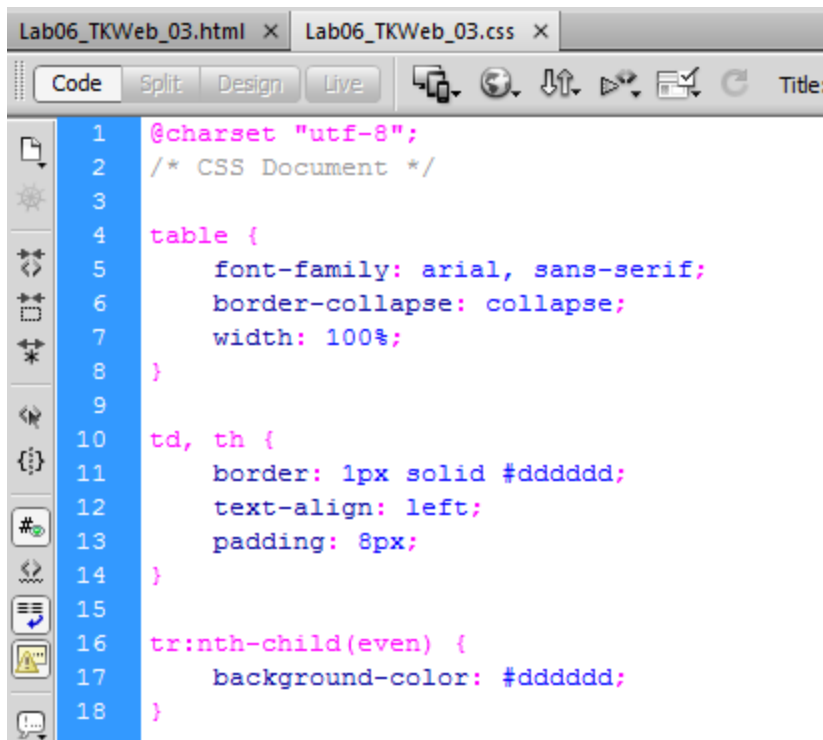 Lab06_TKWeb_03.html × Lab06_TKWeb_03.css ×
Code Split Design Live Title:
1 @charset "utf-8";
2 /* CSS Document */
3
4 table {
5 font-family: arial, sans-serif;
6 border-collapse: collapse;
7 width: 100%;
8 }
9
10 td, th {
11 border: 1px solid #dddddd;
12 text-align: left;
13 padding: 8px;
14 }
15
16 tr:nth-child(even) {
17 background-color: #dddddd;
18 }